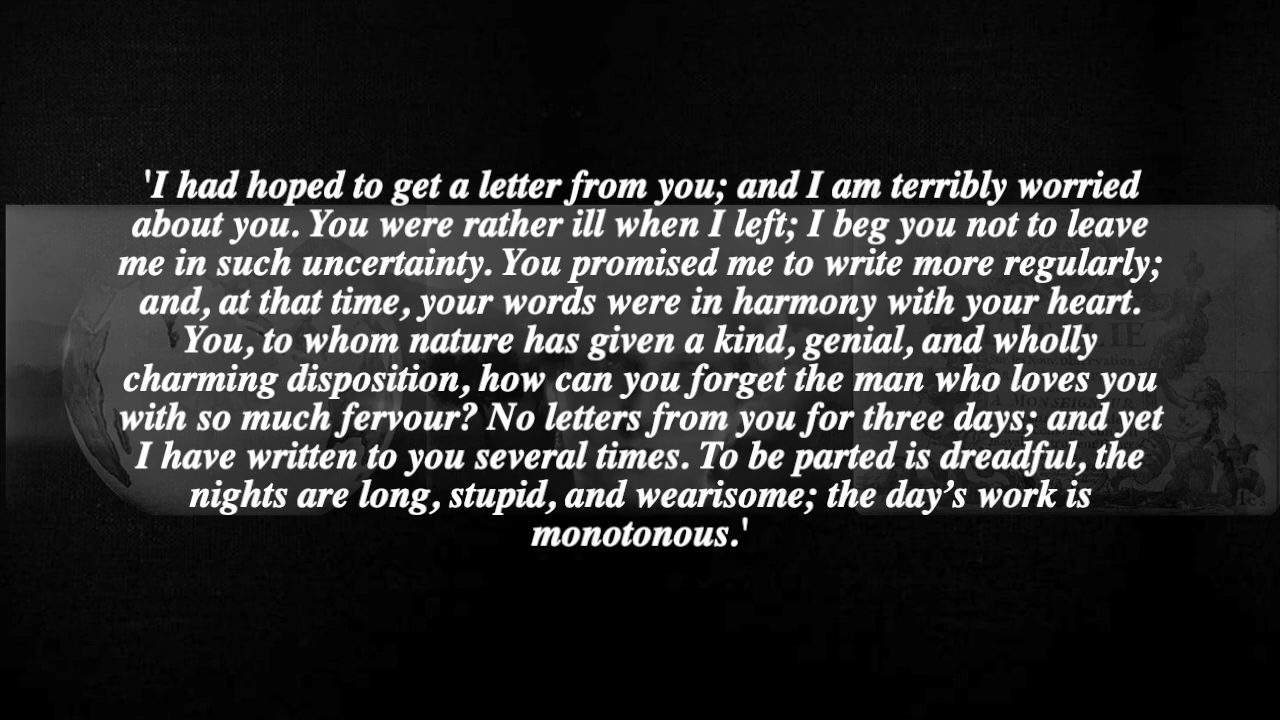 'I had hoped to get a letter from you; and I am terribly worried
about you. You were rather ill when I left; I beg you not to leave
me in such uncertainty. You promised me to write more regularly;
and, at that time, your words were in harmony with your heart.
You, to whom nature has given a kind, genial, and wholly
charming disposition, how can you forget the man who loves you
with so much fervour? No letters from you for three days; and yet
I have written to you several times. To be parted is dreadful, the
nights are long, stupid, and wearisome; the day’s work is
monotonous.'